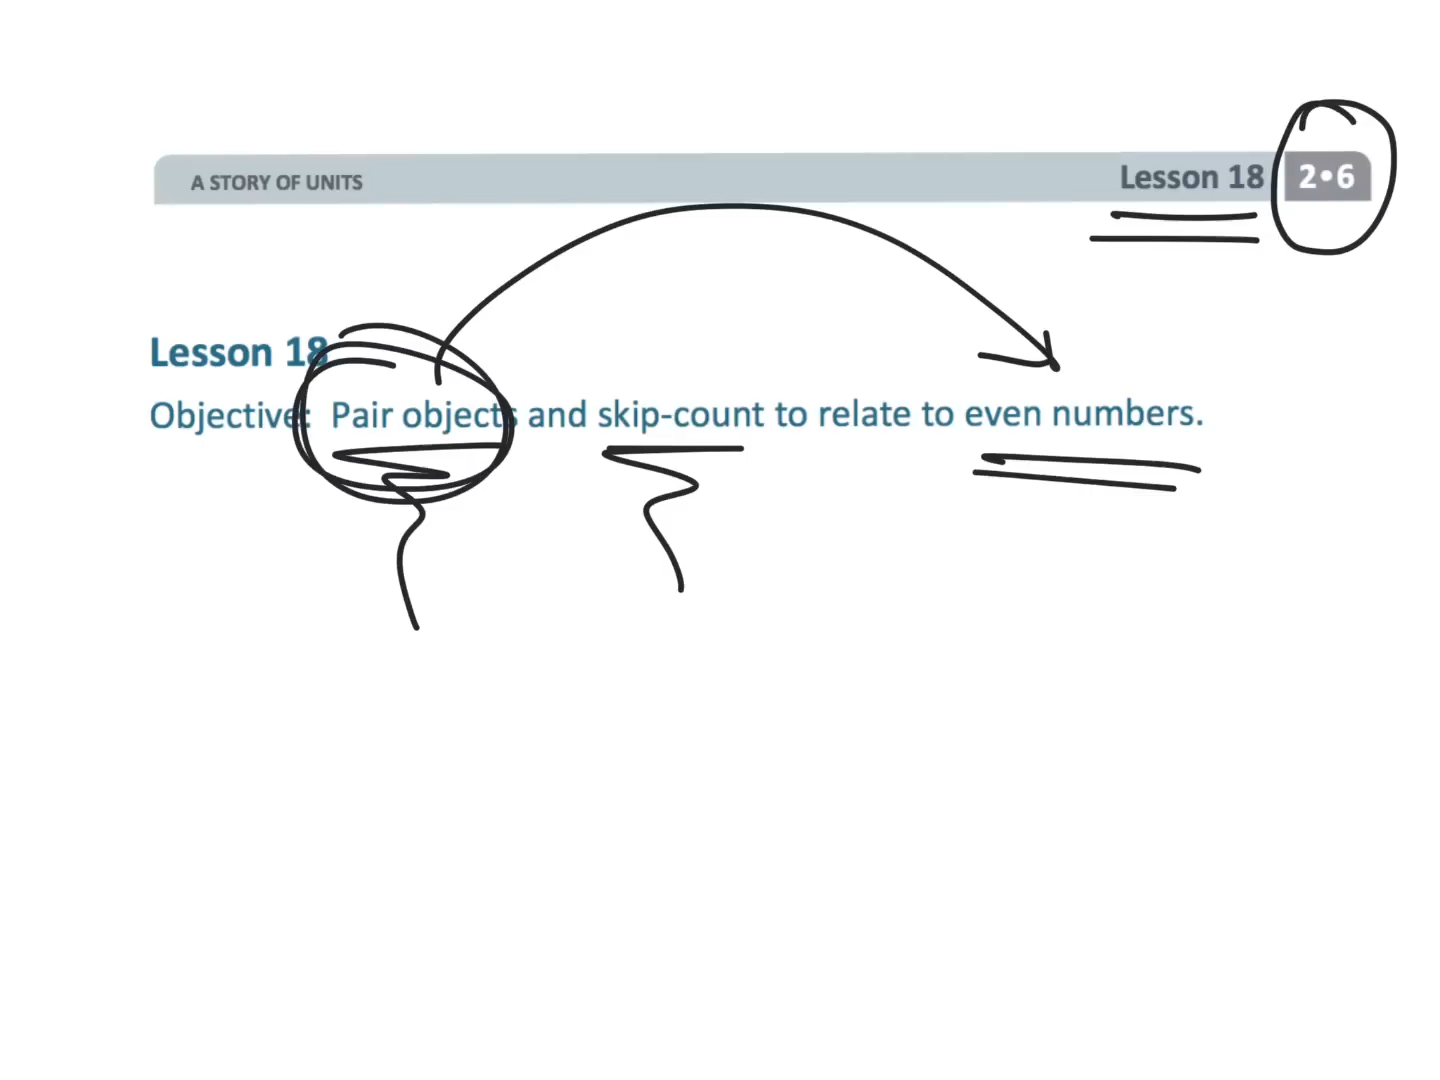 A STORY OF UNITS Lesson 18 2•6
Lesson 18
Objective: Pair objects and skip-count to relate to even numbers.